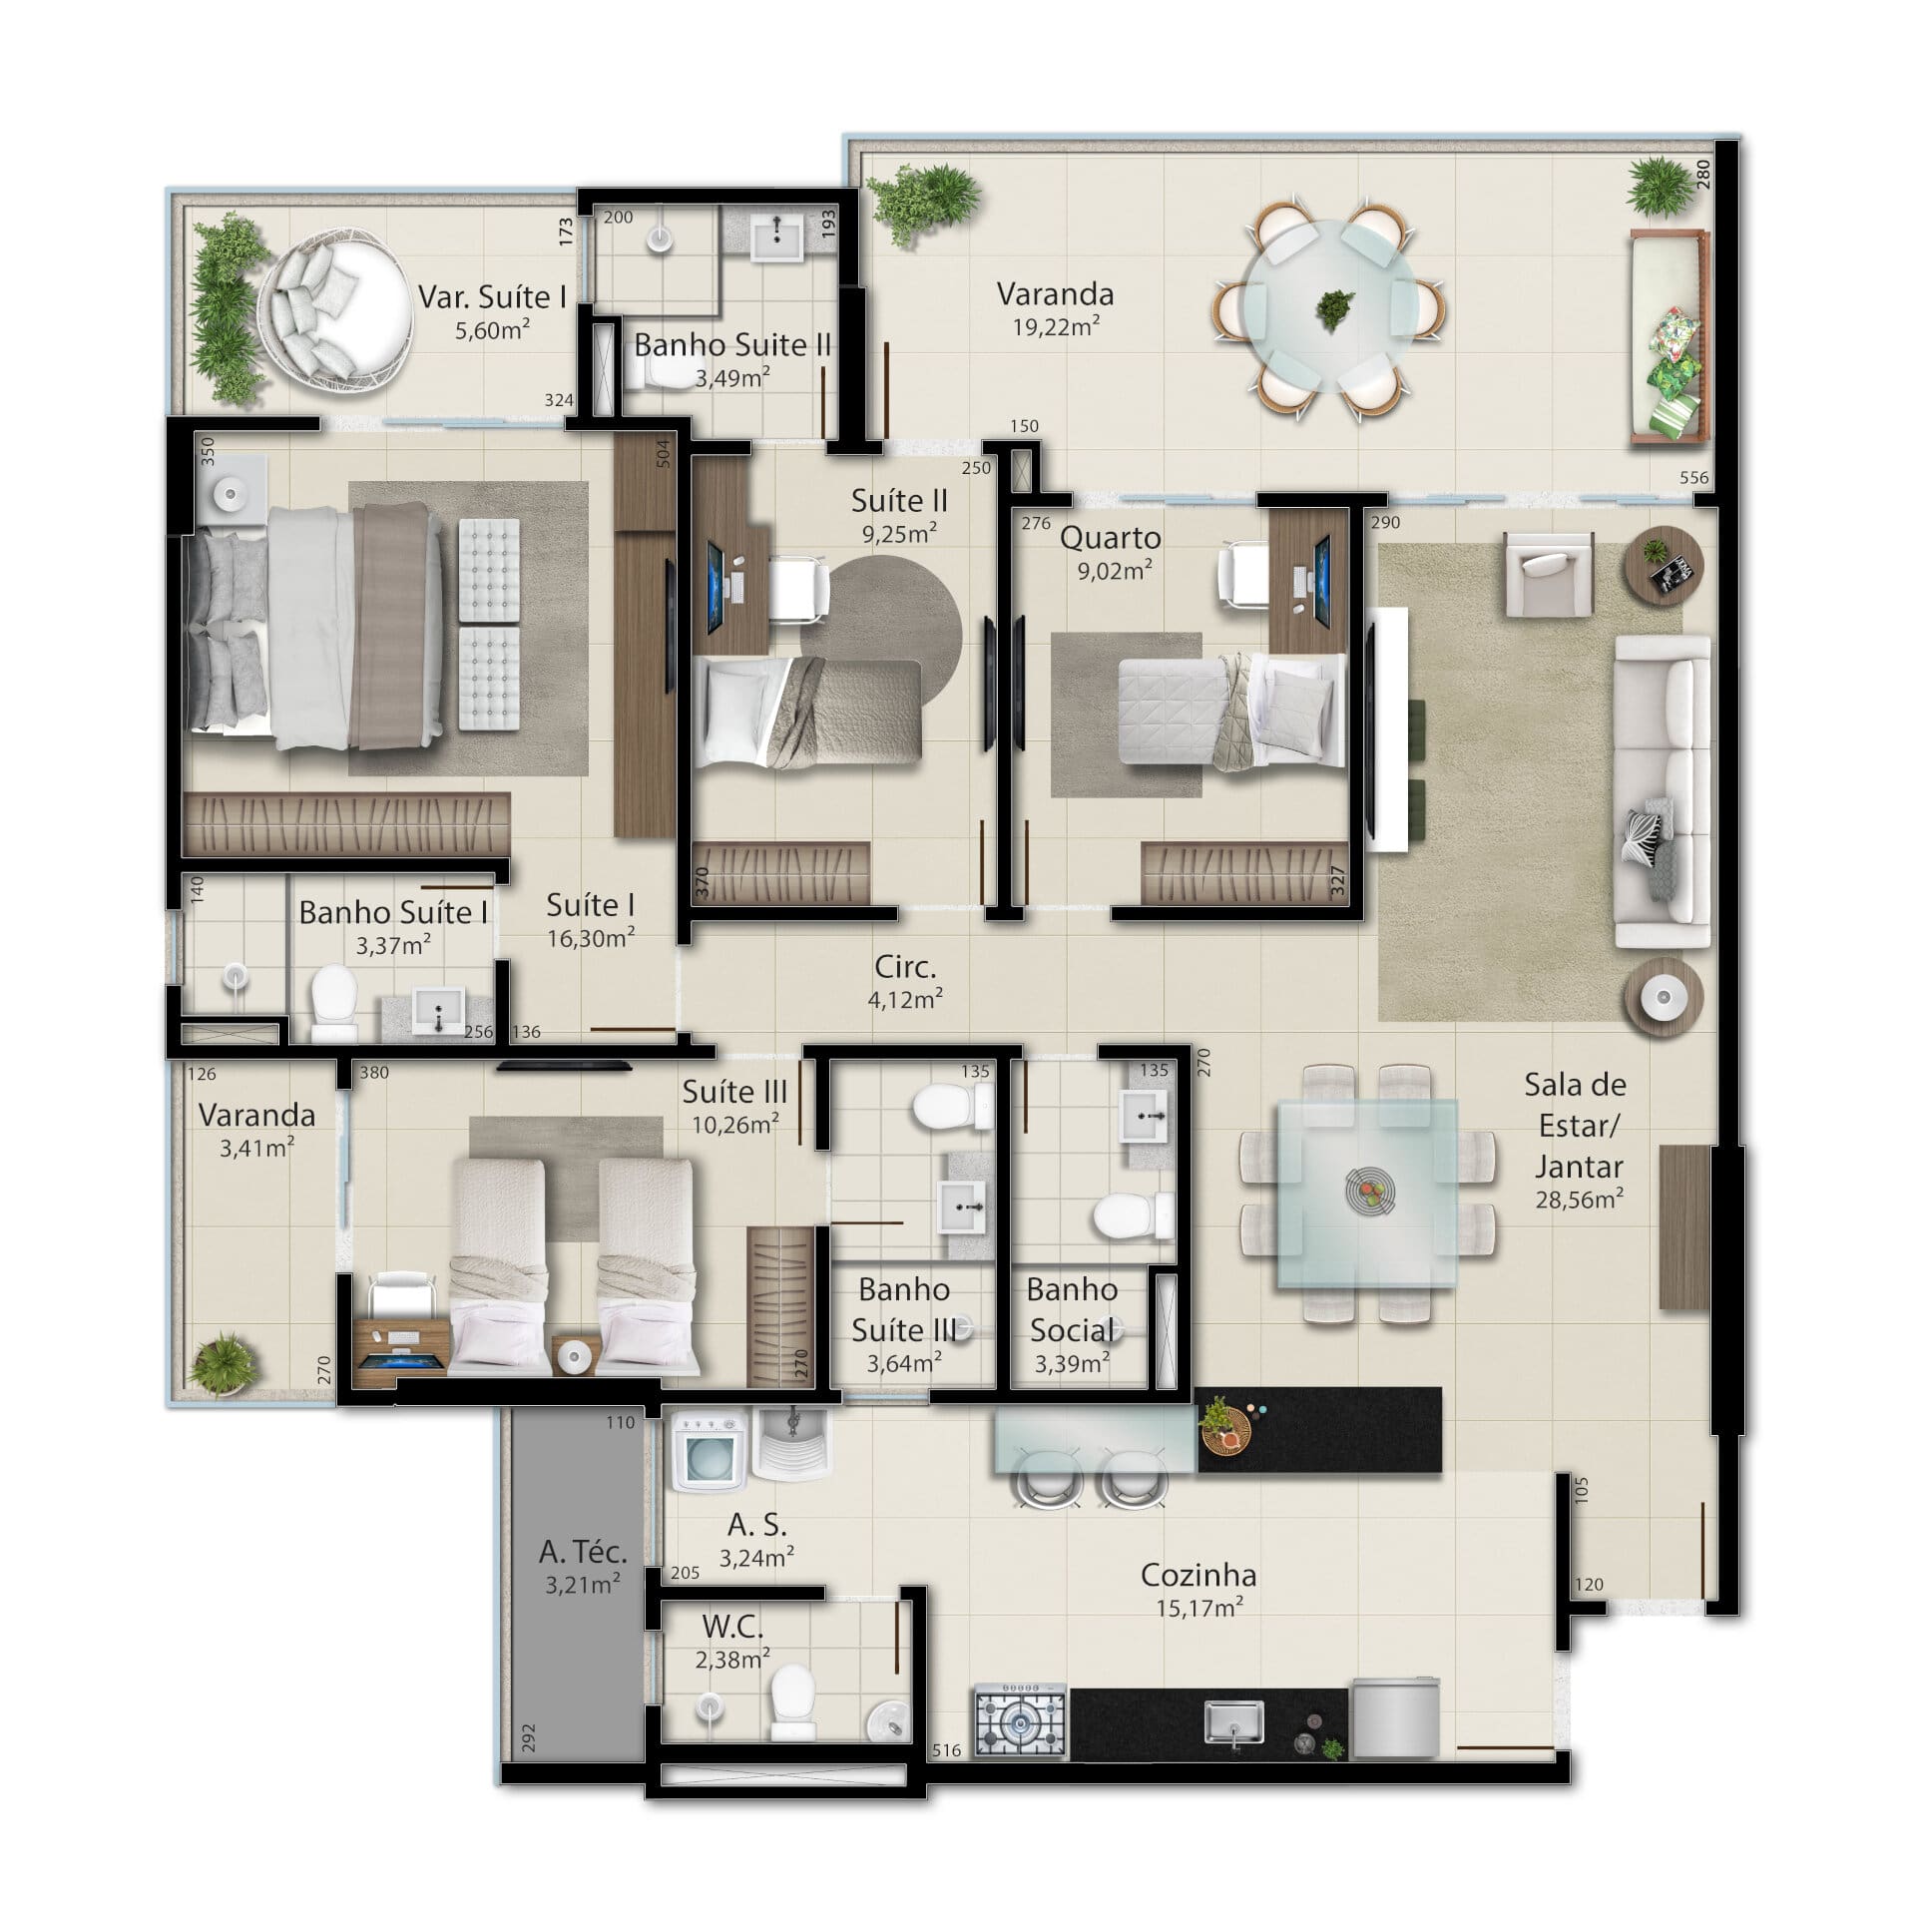 280
173
200
193
Var. Suíte I
5,60m²
Varanda
19,22m²
Banho Suite II
3,49m²
324
150
556
350
504
250
276
290
Suíte II
9,25m²
Quarto
9,02m²
370
327
140
Banho Suíte I
3,37m²
Suíte I
16,30m²
Circ.
4,12m²
256
136
126
380
Suíte III
10,26m²
135
135
270
Varanda
3,41m²
Sala de
Estar/
Jantar
28,56m²
Banho
Suíte III
3,64m²
Banho
Social
3,39m²
270
270
110
105
A. S.
3,24m²
A. Téc.
3,21m²
205
Cozinha
15,17m²
120
W.C.
2,38m²
292
516